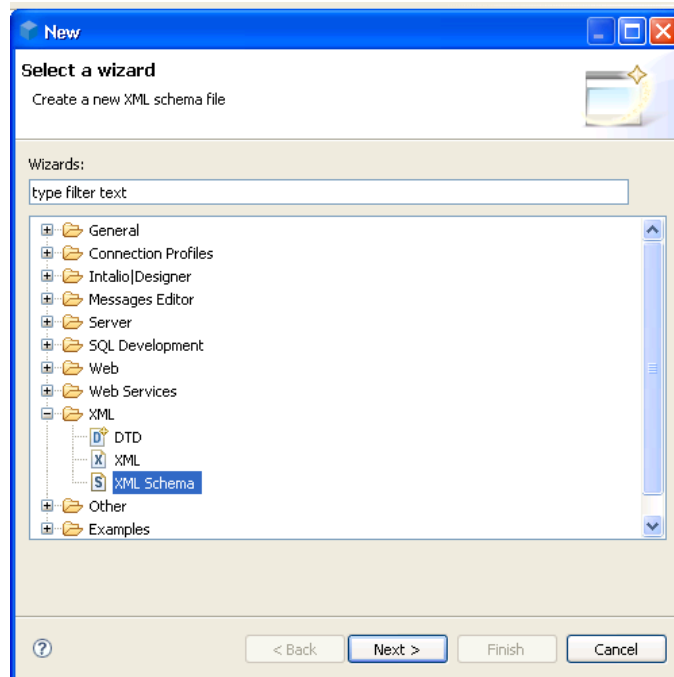 New
Select a wizard
Create a new XML schema file
Wizards:
type filter text
General
Connection Profiles
Intalio|Designer
Messages Editor
Server
SQL Development
Web
Web Services
XML
DTD
XML
XML Schema
Other
Examples
< Back Next > Finish Cancel